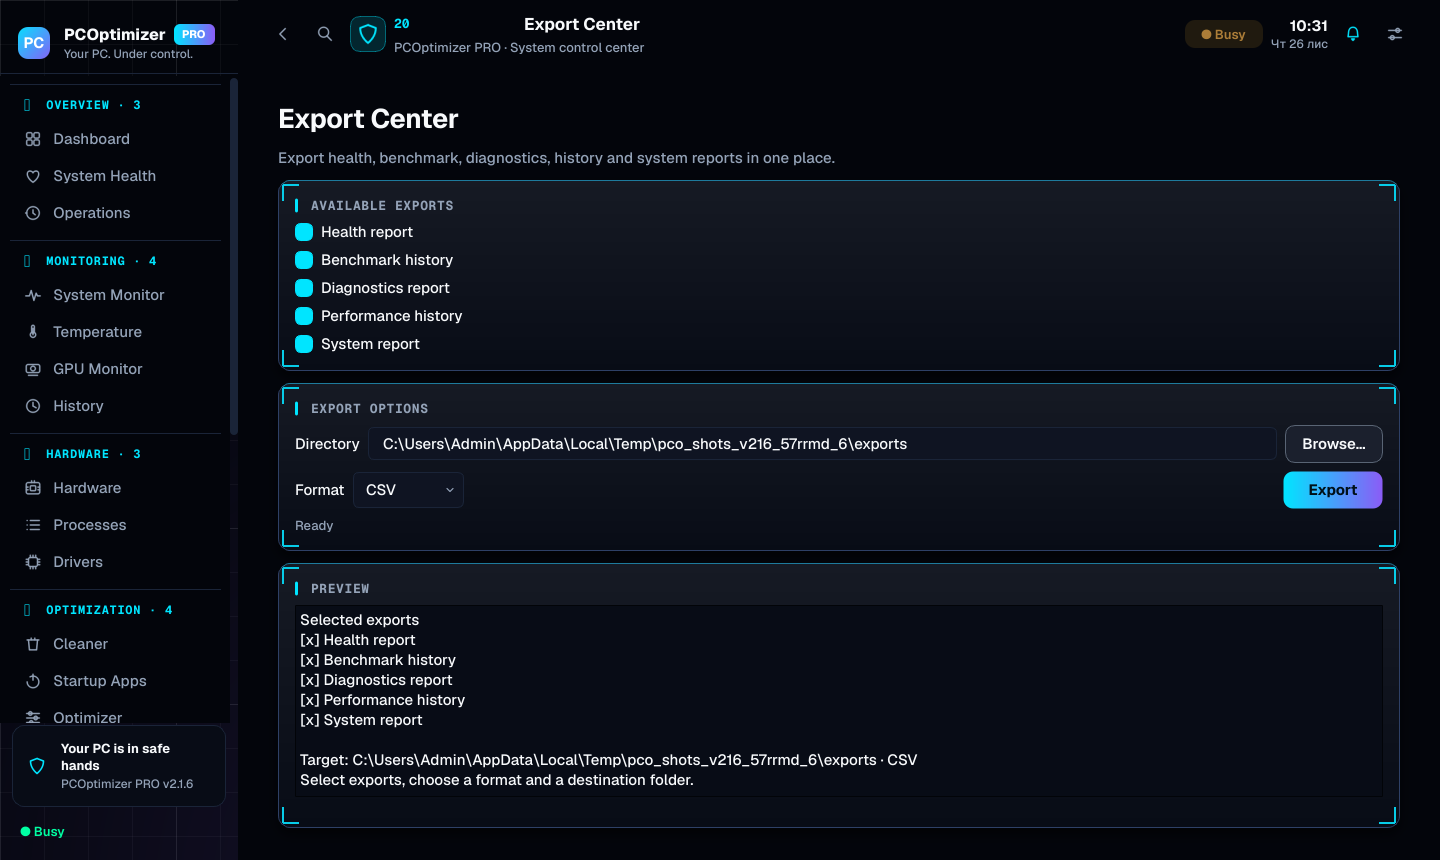 PC
PCOptimizer
PRO
Your PC. Under control.
OVERVIEW · 3
Dashboard
System Health
Operations
MONITORING · 4
System Monitor
Temperature
GPU Monitor
History
HARDWARE · 3
Hardware
Processes
Drivers
OPTIMIZATION · 4
Cleaner
Startup Apps
Optimizer
Your PC is in safe
hands
PCOptimizer PRO v2.1.6
Busy
20
Export Center
PCOptimizer PRO · System control center
Busy
10:31
Чт 26 лис
Export Center
Export health, benchmark, diagnostics, history and system reports in one place.
AVAILABLE EXPORTS
Health report
Benchmark history
Diagnostics report
Performance history
System report
EXPORT OPTIONS
Directory
C:\Users\Admin\AppData\Local\Temp\pco_shots_v216_57rrmd_6\exports
Browse...
Format
CSV
Export
Ready
PREVIEW
Selected exports
[x] Health report
[x] Benchmark history
[x] Diagnostics report
[x] Performance history
[x] System report
Target: C:\Users\Admin\AppData\Local\Temp\pco_shots_v216_57rrmd_6\exports · CSV
Select exports, choose a format and a destination folder.